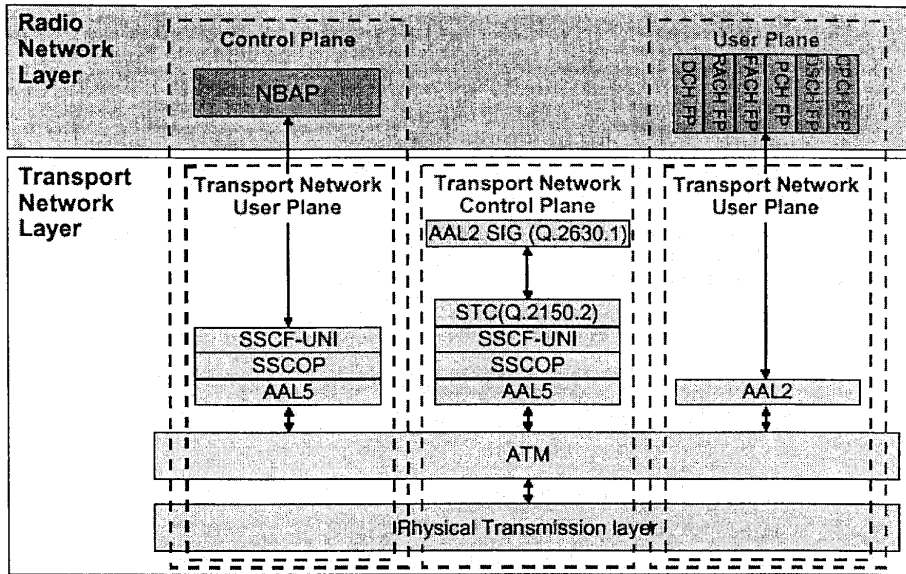 Radio
Network
Layer
Control Plane
NBAP
User Plane
DCH FP
RACH FP
FACH FP
PCH FP
DSCH FP
CPCH FP
Transport
Network
Layer
Transport Network
User Plane
SSCF-UNI
SSCOP
AAL5
Transport Network
Control Plane
AAL2 SIG (Q.2630.1)
STC(Q.2150.2)
SSCF-UNI
SSCOP
AAL5
Transport Network
User Plane
AAL2
ATM
Physical Transmission layer